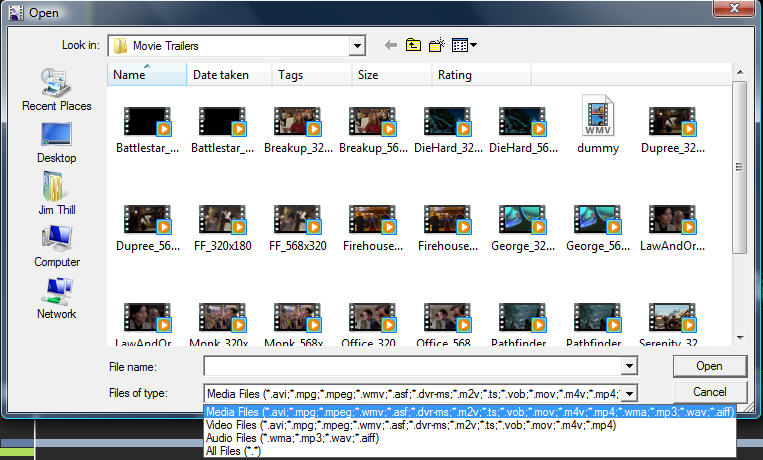 Open
Look in:
Movie Trailers
Name
Date taken
Tags
Size
Rating
Recent Places
Desktop
Jim Thill
Computer
Network
Battlestar_...
Battlestar_...
Breakup_32...
Breakup_56...
DieHard_32...
DieHard_56...
WMV
dummy
Dupree_32...
Dupree_56...
FF_320x180
FF_568x320
Firehouse...
Firehouse...
George_32...
George_56...
LawAndOr...
LawAndOr...
Monk_320x...
Monk_568x...
Office_320...
Office_568...
Pathfinder...
Pathfinder...
Serenity_32...
File name:
Open
Files of type:
Media Files (*.avi;*.mpg;*.mpeg;*.wmv;*.asf;*.dvr-ms;*.m2v;*.ts;*.vob;*.mov;*.m4v;*.mp4;
Cancel
Media Files (*.avi;*.mpg;*.mpeg;*.wmv;*.asf;*.dvr-ms;*.m2v;*.ts;*.vob;*.mov;*.m4v;*.mp4;*.wma;*.mp3;*.wav;*.aiff)
Video Files (*.avi;*.mpg;*.mpeg;*.wmv;*.asf;*.dvr-ms;*.m2v;*.ts;*.vob;*.mov;*.m4v;*.mp4)
Audio Files (*.wma;*.mp3;*.wav;*.aiff)
All Files (*.*)